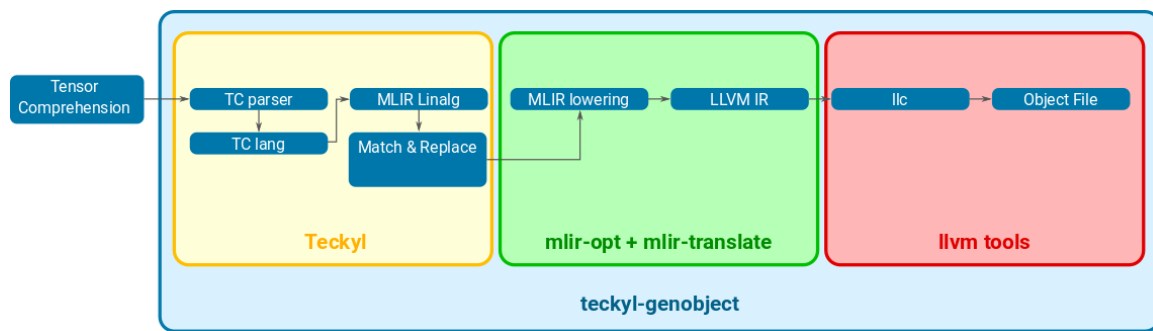 Tensor
Comprehension
TC parser
TC lang
MLIR Linalg
Match & Replace
Teckyl
MLIR lowering
LLVM IR
mlir-opt + mlir-translate
llc
Object File
llvm tools
teckyl-genobject